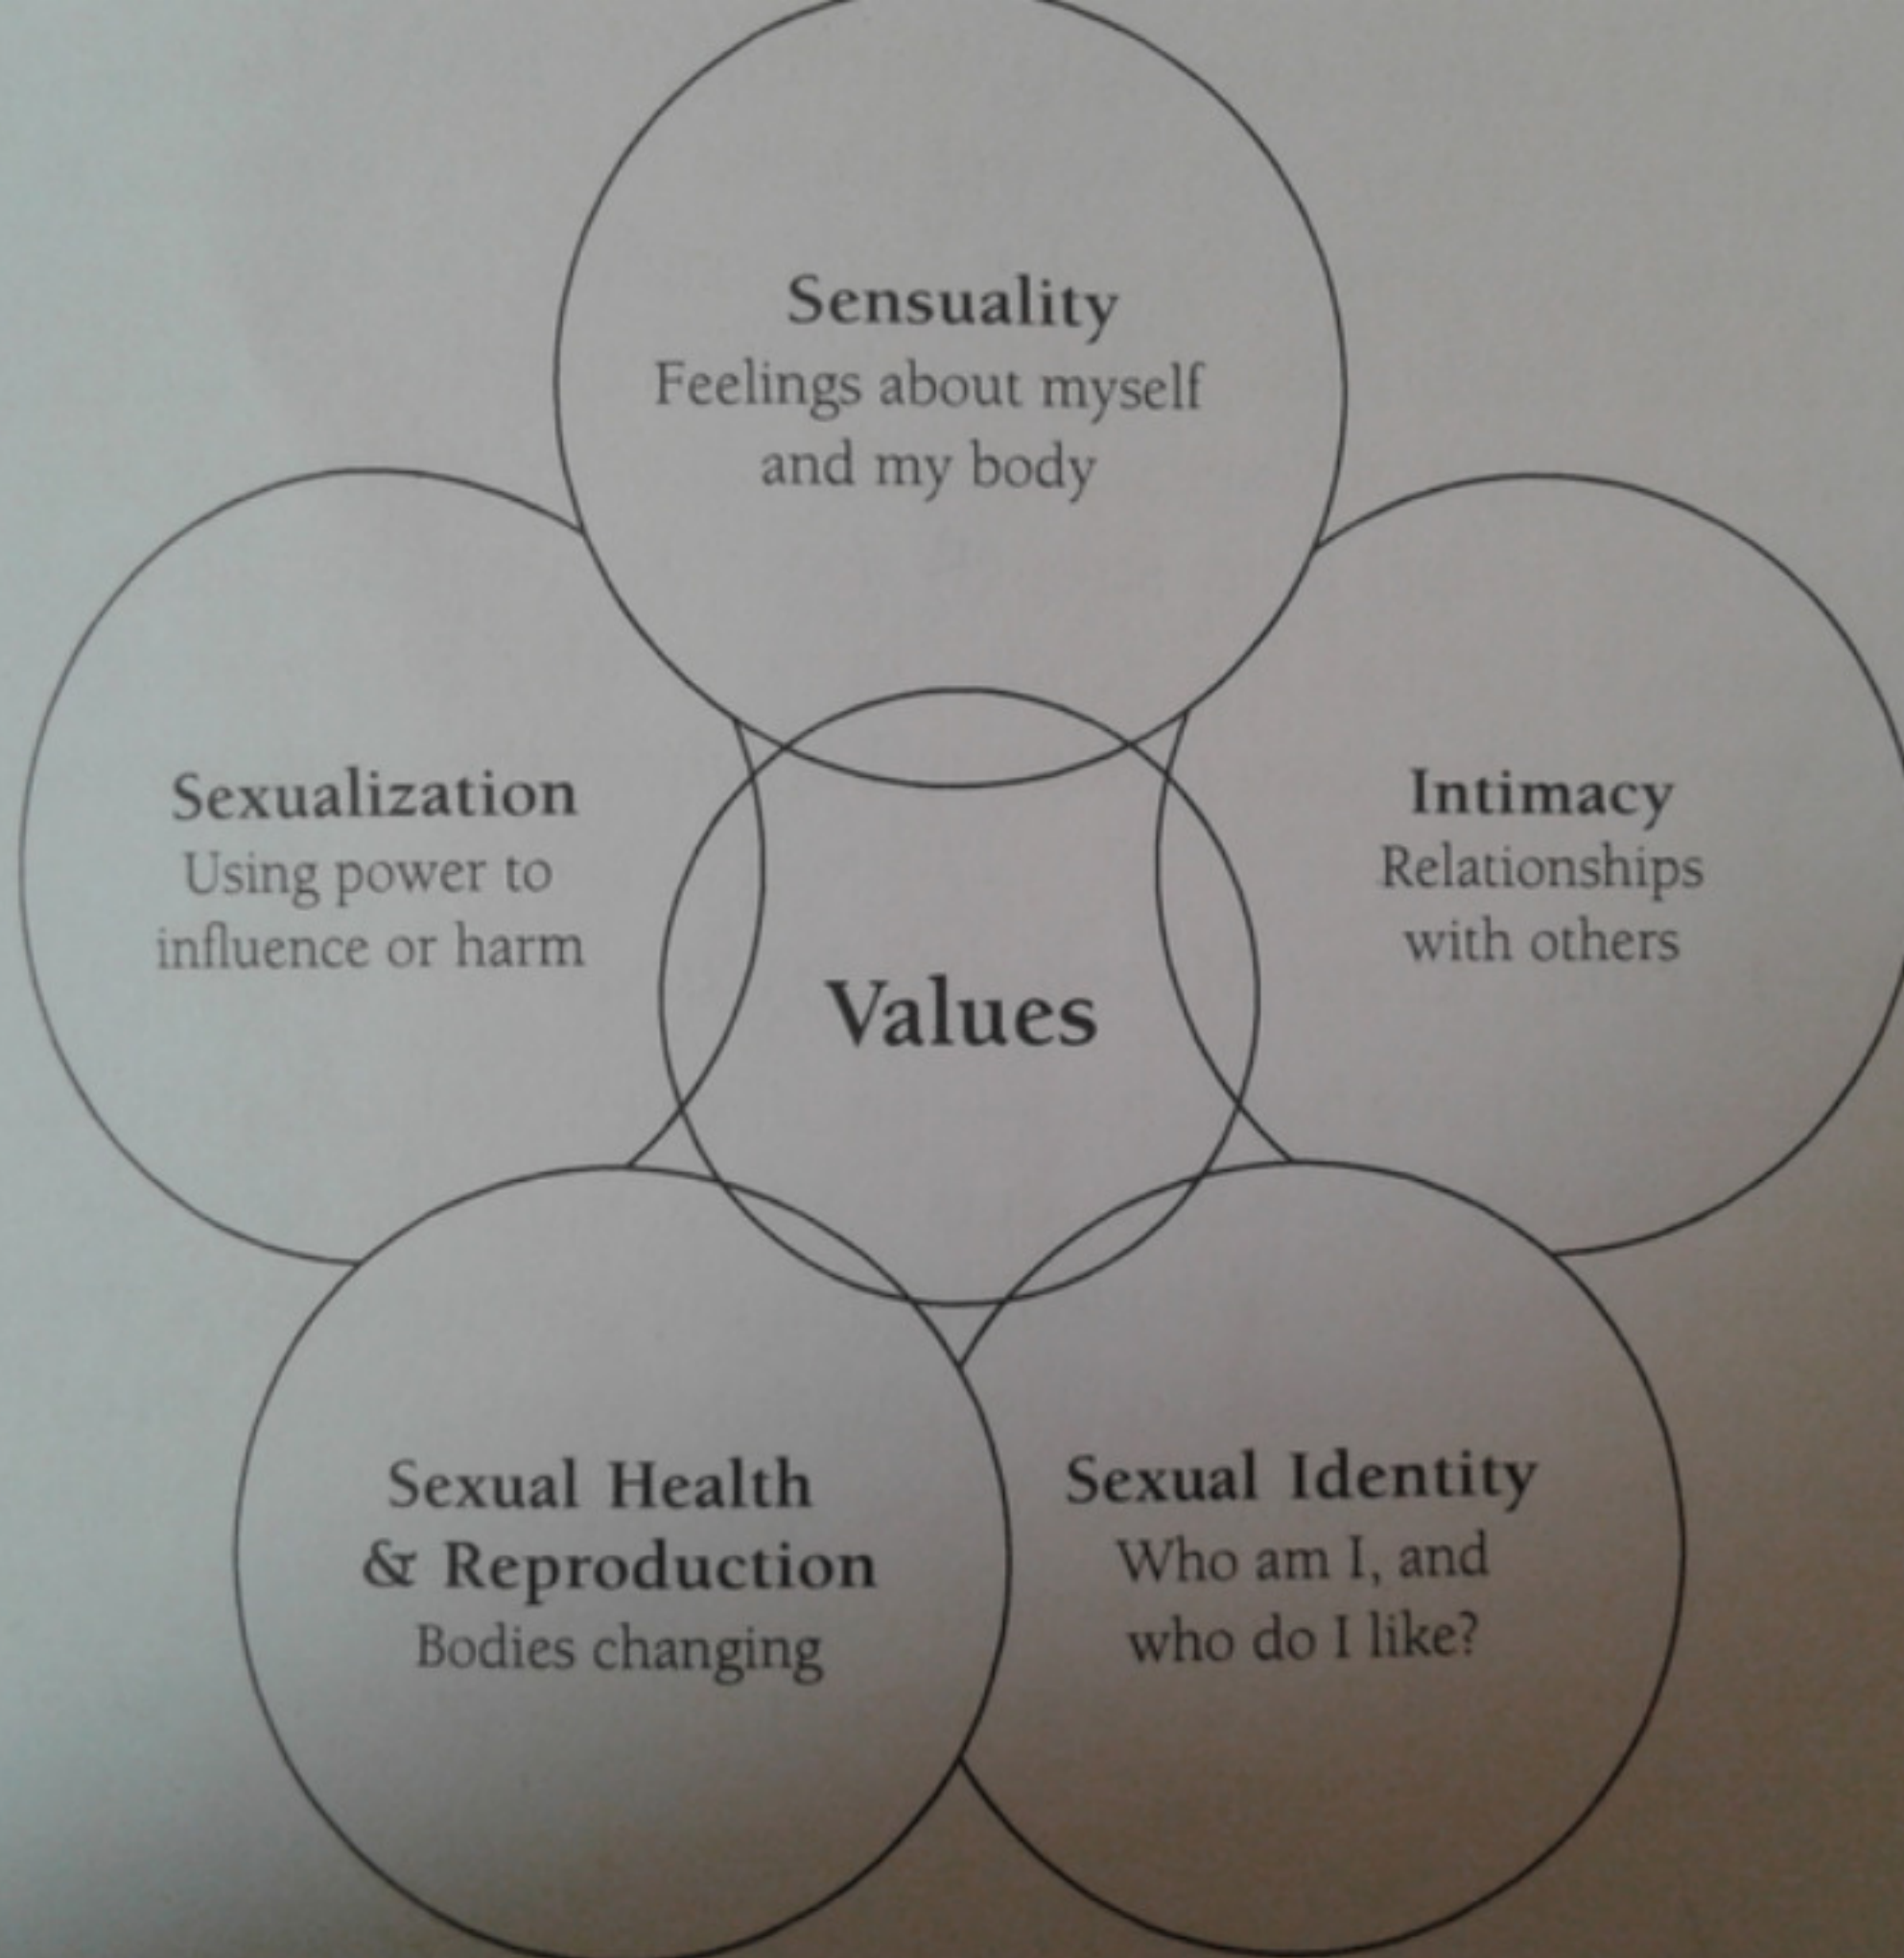 Sensuality
Feelings about myself
and my body
Sexualization
Using power to
influence or harm
Intimacy
Relationships
with others
Values
Sexual Health
& Reproduction
Bodies changing
Sexual Identity
Who am I, and
who do I like?